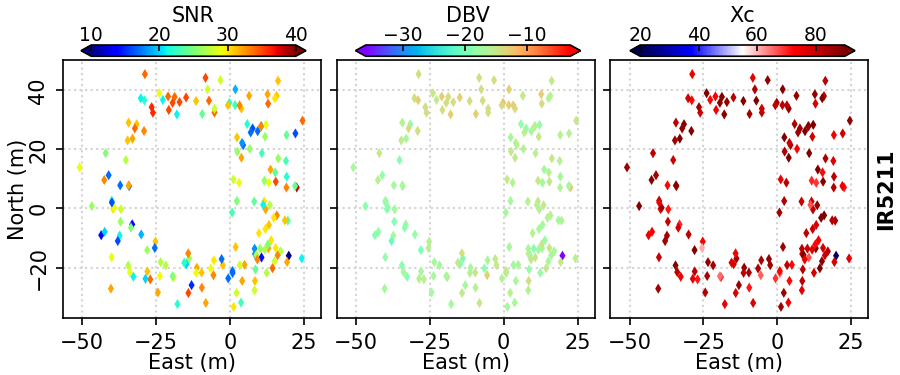 SNR DBV Xc
10 20 30 40 −30 −20 −10 20 40 60 80
40
20
0
−20
North (m)
IR5211
−50 −25 0 25 −50 −25 0 25 −50 −25 0 25
East (m) East (m) East (m)